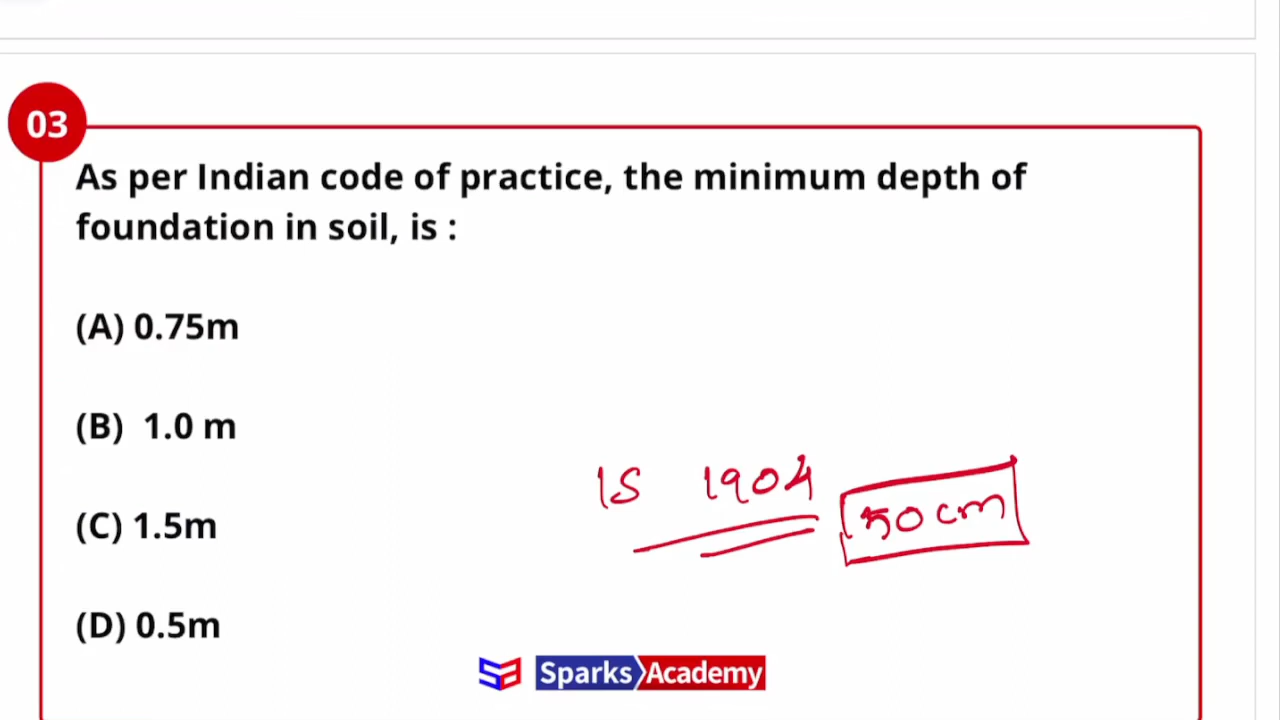 03
As per Indian code of practice, the minimum depth of
foundation in soil, is :
(A) 0.75m
(B) 1.0 m
(C) 1.5m
(D) 0.5m
IS 1904
50 cm
Sparks Academy